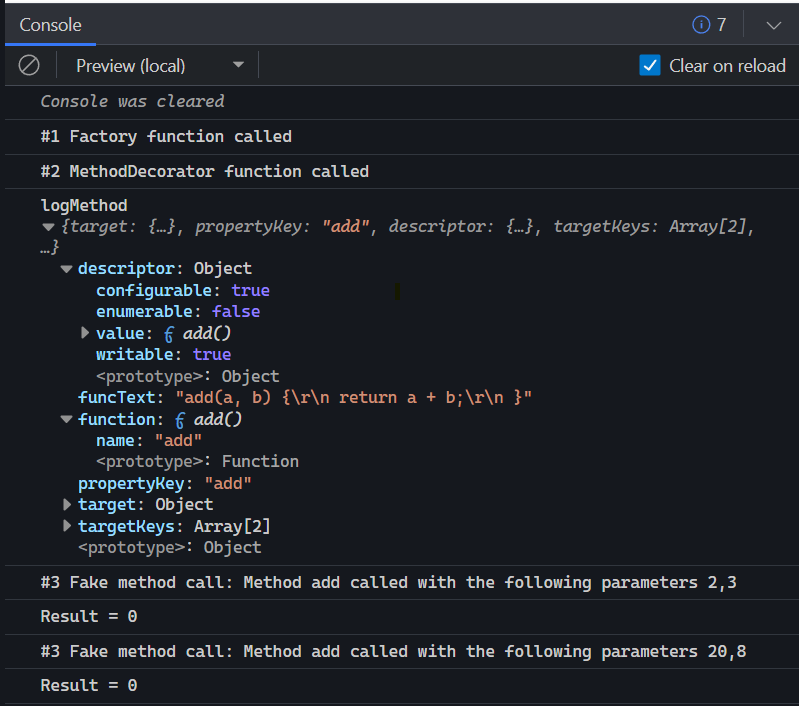 Console
7
Preview (local)
Clear on reload
Console was cleared
#1 Factory function called
#2 MethodDecorator function called
logMethod
{target: {…}, propertyKey: "add", descriptor: {…}, targetKeys: Array[2],
…}
descriptor: Object
configurable: true
enumerable: false
value: ƒ add()
writable: true
<prototype>: Object
funcText: "add(a, b) {\r\n return a + b;\r\n }"
function: ƒ add()
name: "add"
<prototype>: Function
propertyKey: "add"
target: Object
targetKeys: Array[2]
<prototype>: Object
#3 Fake method call: Method add called with the following parameters 2,3
Result = 0
#3 Fake method call: Method add called with the following parameters 20,8
Result = 0